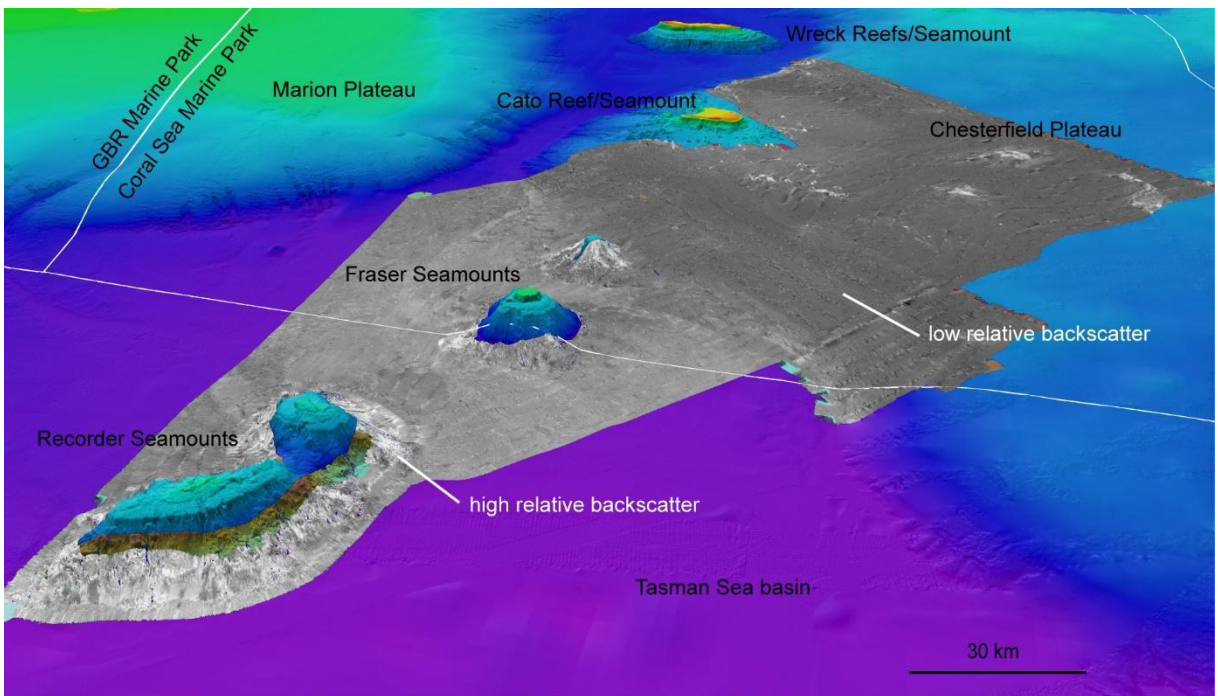 Wreck Reefs/Seamount
GBR Marine Park
Coral Sea Marine Park
Marion Plateau
Cato Reef/Seamount
Chesterfield Plateau
Fraser Seamounts
low relative backscatter
Recorder Seamounts
high relative backscatter
Tasman Sea basin
30 km